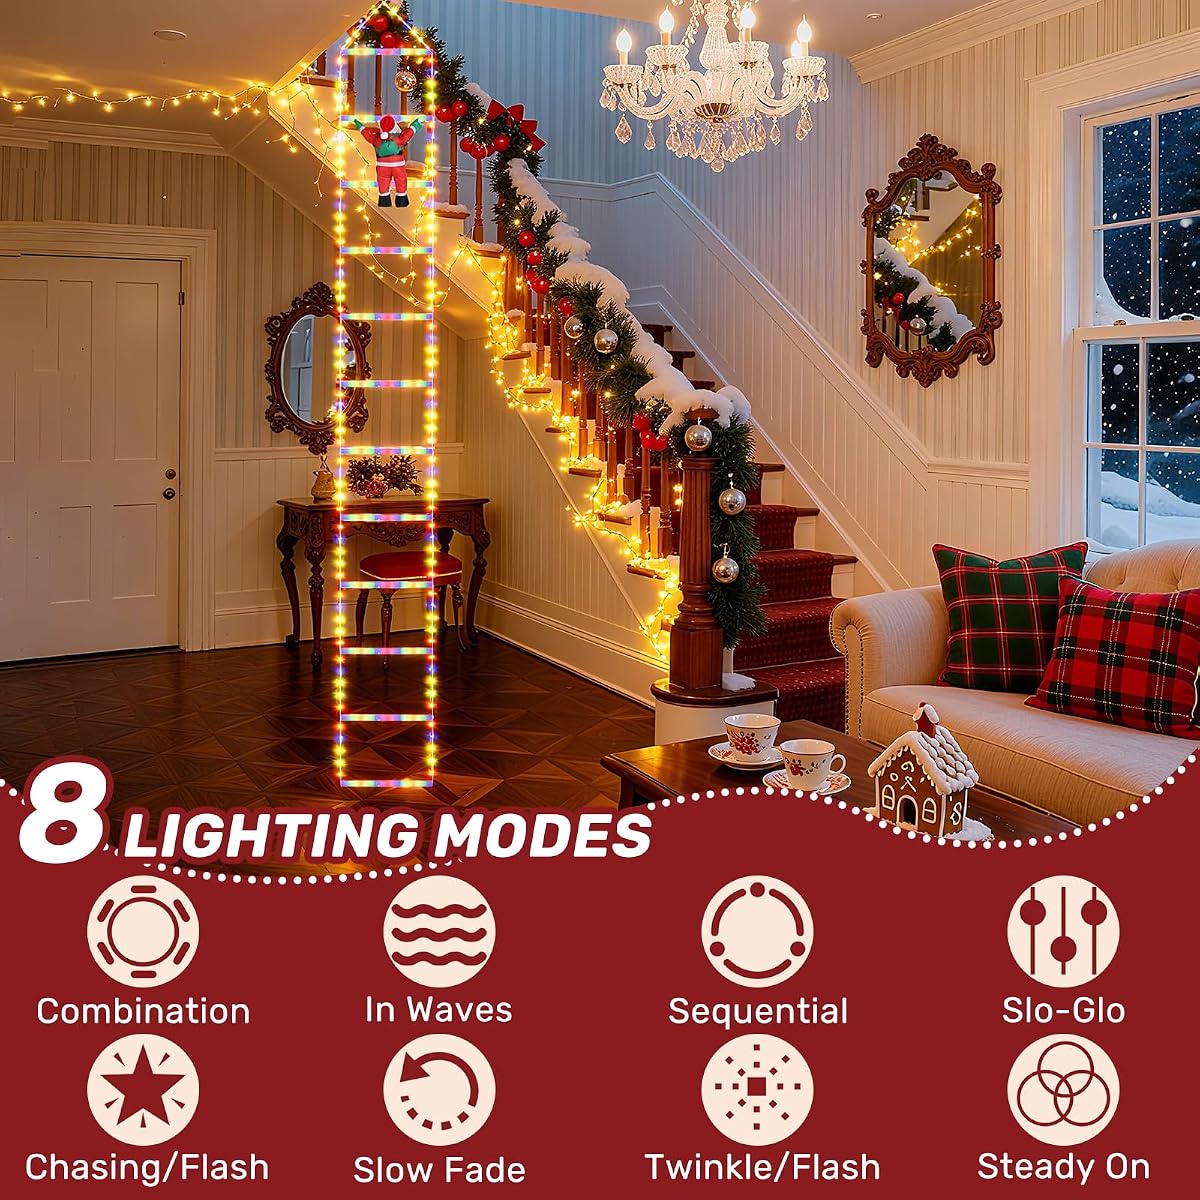 8 LIGHTING MODES
Combination
In Waves
Sequential
Slo-Glo
Chasing/Flash
Slow Fade
Twinkle/Flash
Steady On